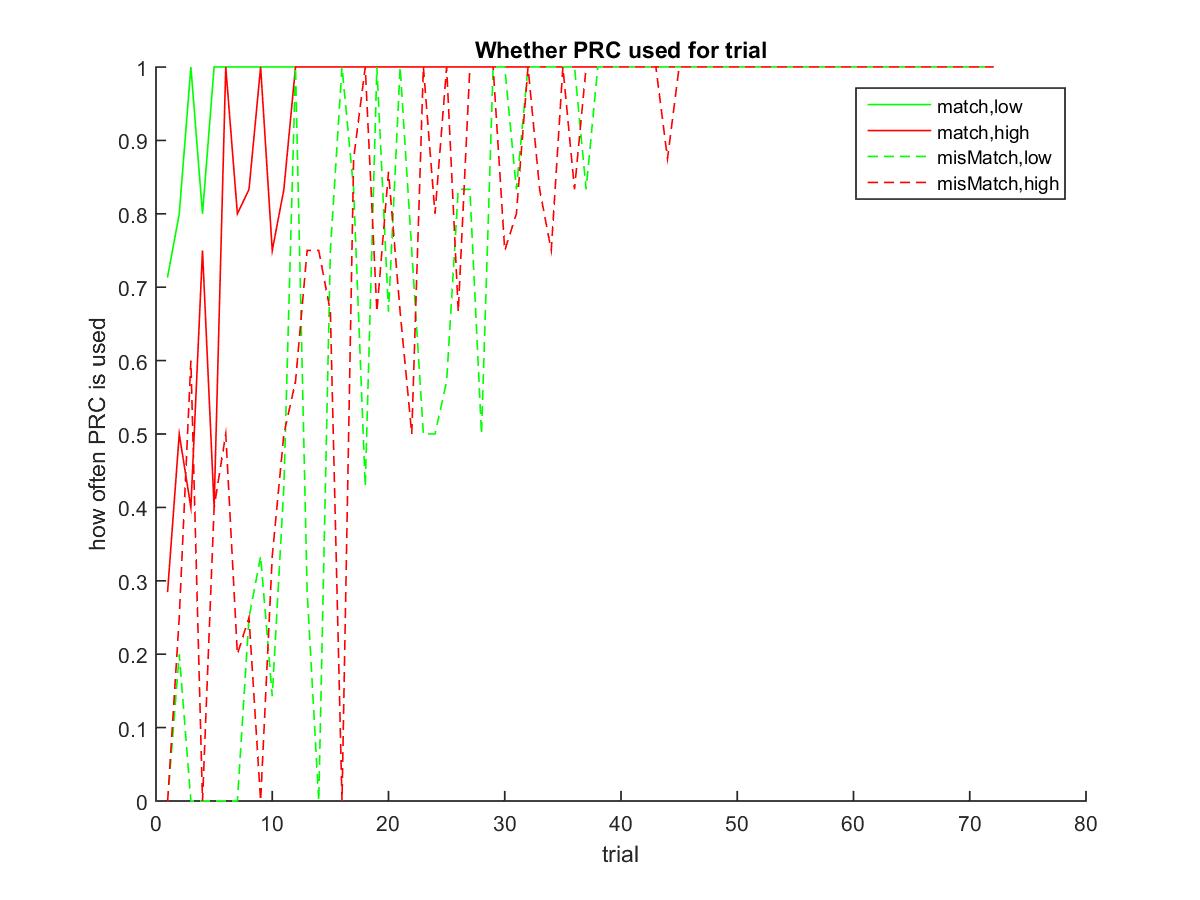 Whether PRC used for trial
1
0.9
0.8
0.7
0.6
0.5
0.4
0.3
0.2
0.1
0
how often PRC is used
match,low
match,high
misMatch,low
misMatch,high
0 10 20 30 40 50 60 70 80
trial